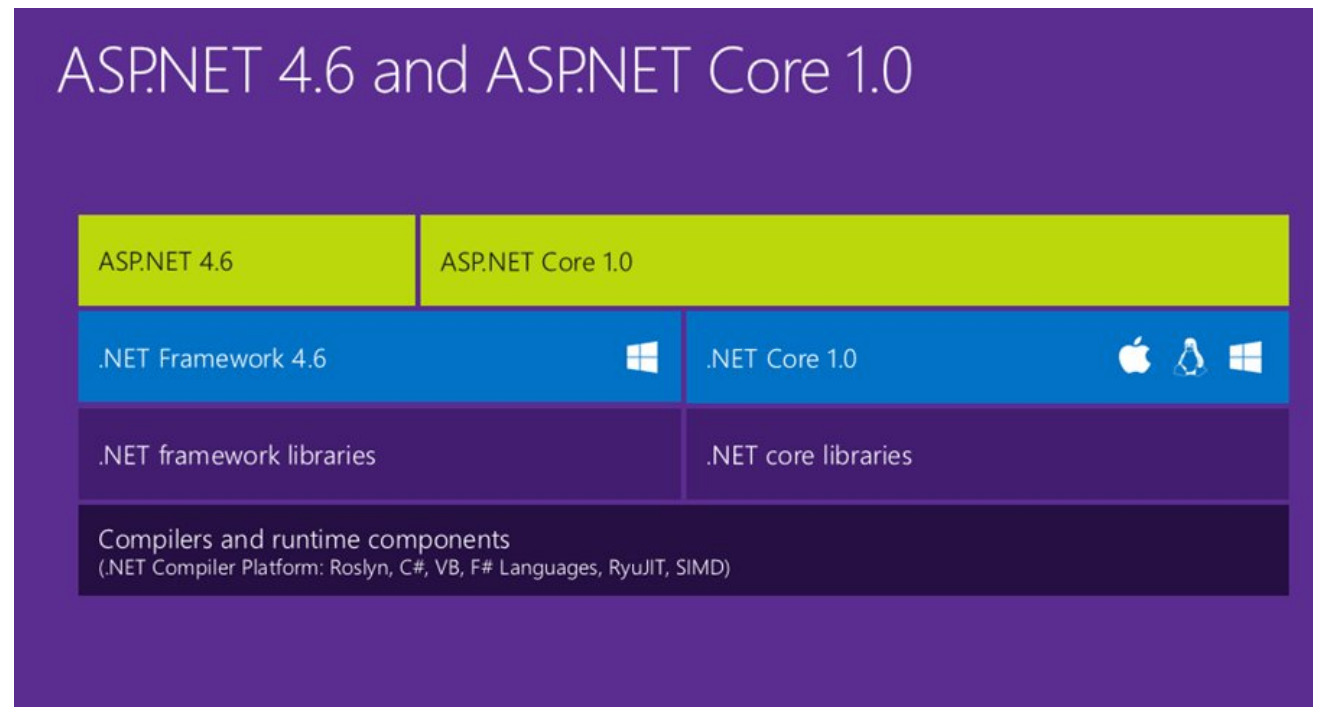 ASP.NET 4.6 and ASP.NET Core 1.0
ASP.NET 4.6
ASP.NET Core 1.0
.NET Framework 4.6
.NET Core 1.0
.NET framework libraries
.NET core libraries
Compilers and runtime components
(.NET Compiler Platform: Roslyn, C#, VB, F# Languages, RyuJIT, SIMD)